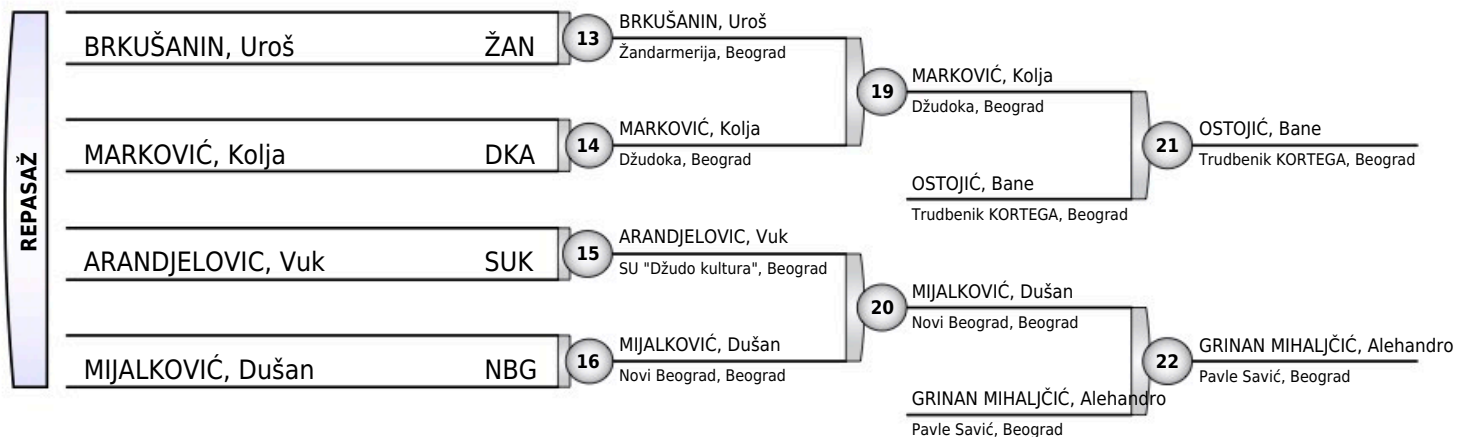 REPASAŽ
BRKUŠANIN, Uroš ŽAN
MARKOVIĆ, Kolja DKA
ARANDJELOVIC, Vuk SUK
MIJALKOVIĆ, Dušan NBG
13
BRKUŠANIN, Uroš
Žandarmerija, Beograd
14
MARKOVIĆ, Kolja
Džudoka, Beograd
15
ARANDJELOVIC, Vuk
SU "Džudo kultura", Beograd
16
MIJALKOVIĆ, Dušan
Novi Beograd, Beograd
19
MARKOVIĆ, Kolja
Džudoka, Beograd
OSTOJIĆ, Bane
Trudbenik KORTEGA, Beograd
20
MIJALKOVIĆ, Dušan
Novi Beograd, Beograd
GRINAN MIHALJČIĆ, Alehandro
Pavle Savić, Beograd
21
OSTOJIĆ, Bane
Trudbenik KORTEGA, Beograd
22
GRINAN MIHALJČIĆ, Alehandro
Pavle Savić, Beograd